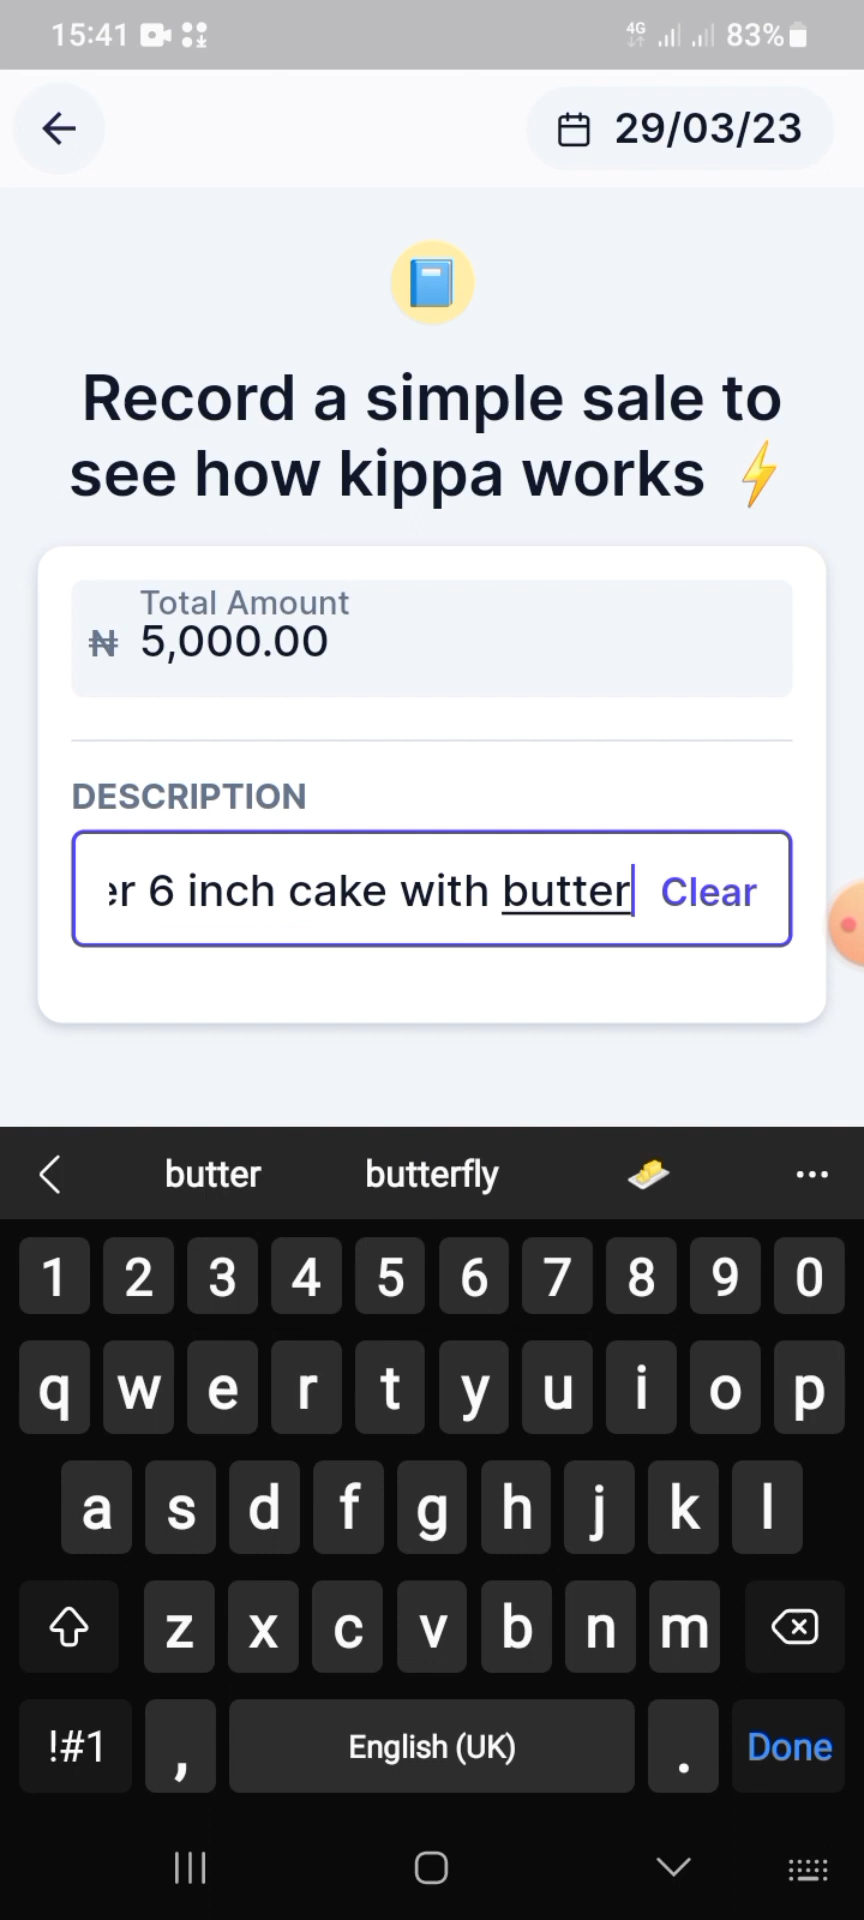 15:41
4G
83%
29/03/23
Record a simple sale to
see how kippa works
Total Amount
₦ 5,000.00
DESCRIPTION
er 6 inch cake with butter
Clear
butter butterfly
1 2 3 4 5 6 7 8 9 0
q w e r t y u i o p
a s d f g h j k l
z x c v b n m
!#1 , English (UK) . Done